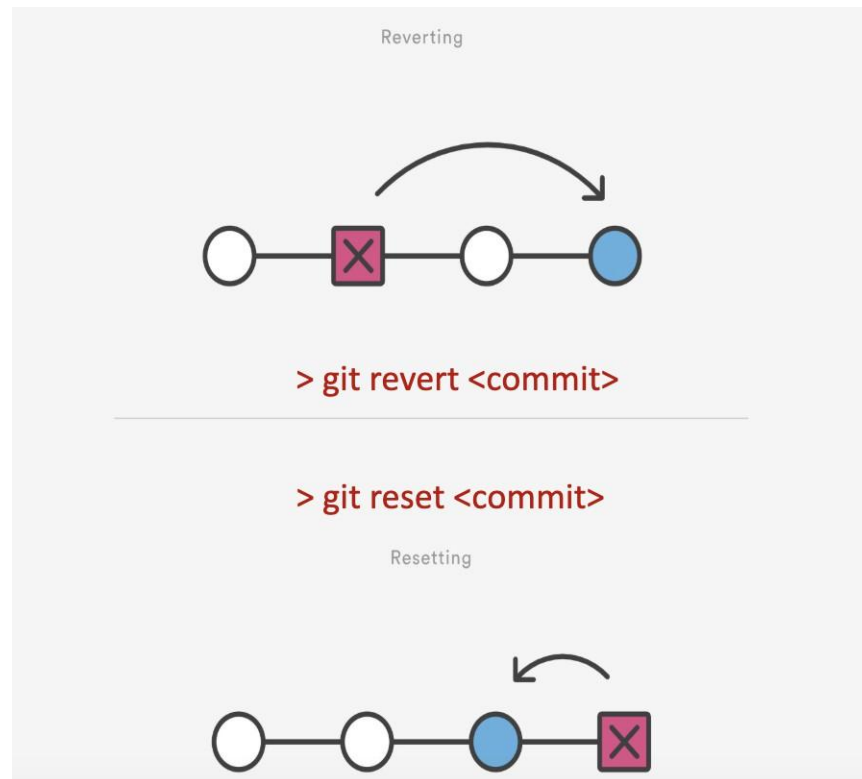 Reverting
> git revert <commit>
> git reset <commit>
Resetting